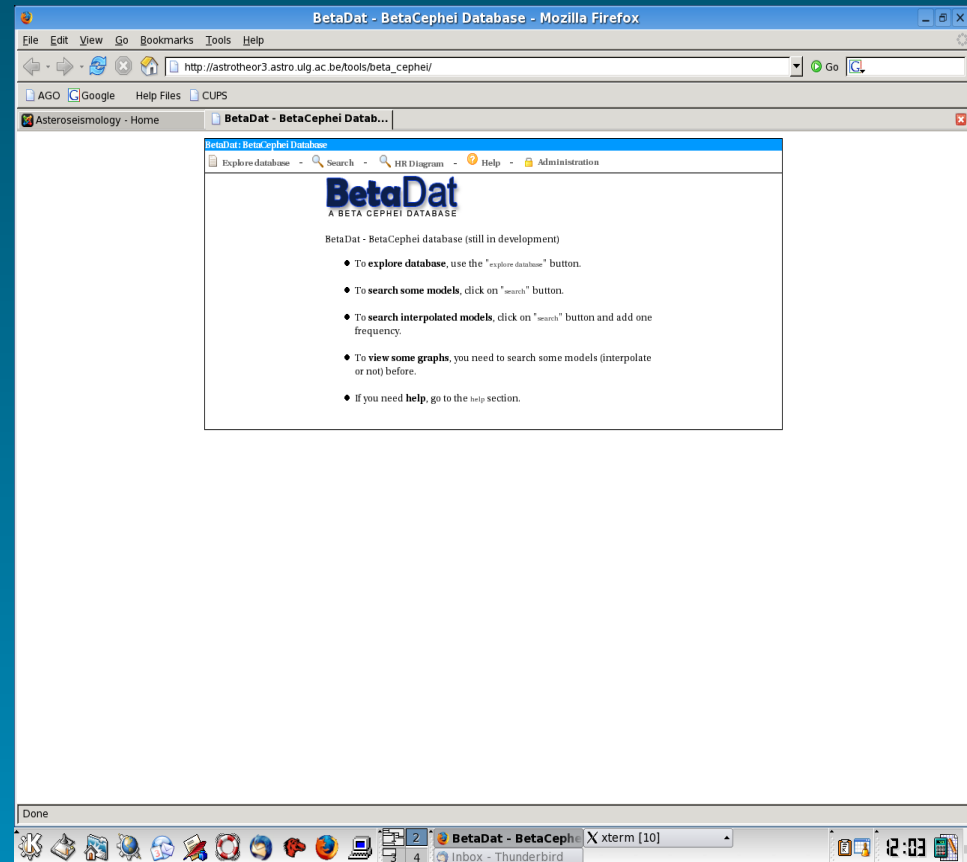 BetaDat - BetaCephei Database - Mozilla Firefox
File Edit View Go Bookmarks Tools Help
http://astrotheor3.astro.ulg.ac.be/tools/beta_cephei/ Go G
AGO Google Help Files CUPS
Asteroseismology - Home BetaDat - BetaCephei Datab...
BetaDat: BetaCephei Database
Explore database - Search - HR Diagram - Help - Administration
BetaDat
A BETA CEPHEI DATABASE
BetaDat - BetaCephei database (still in development)
To explore database, use the "explore database" button.
To search some models, click on "search" button.
To search interpolated models, click on "search" button and add one
frequency.
To view some graphs, you need to search some models (interpolate
or not) before.
If you need help, go to the help section.
Done
2 BetaDat - BetaCephe X xterm [10] 12:03
3 4 Inbox - Thunderbird